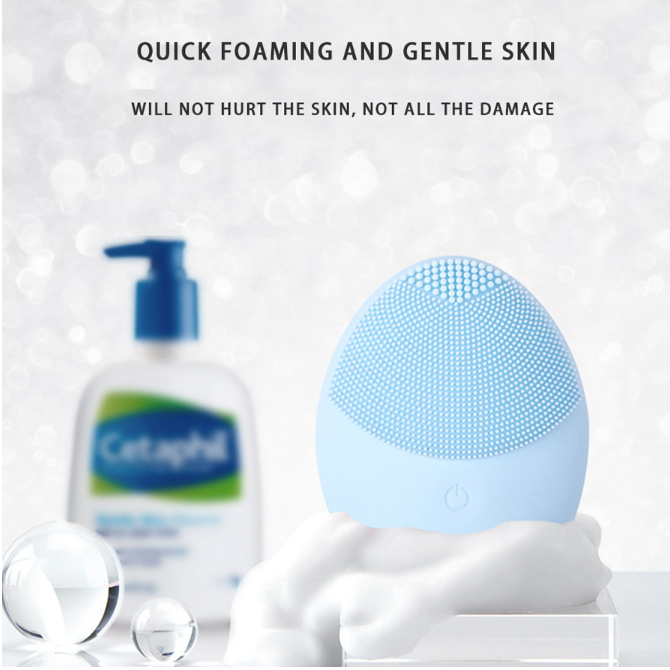 QUICK FOAMING AND GENTLE SKIN
WILL NOT HURT THE SKIN, NOT ALL THE DAMAGE
Cetaphil